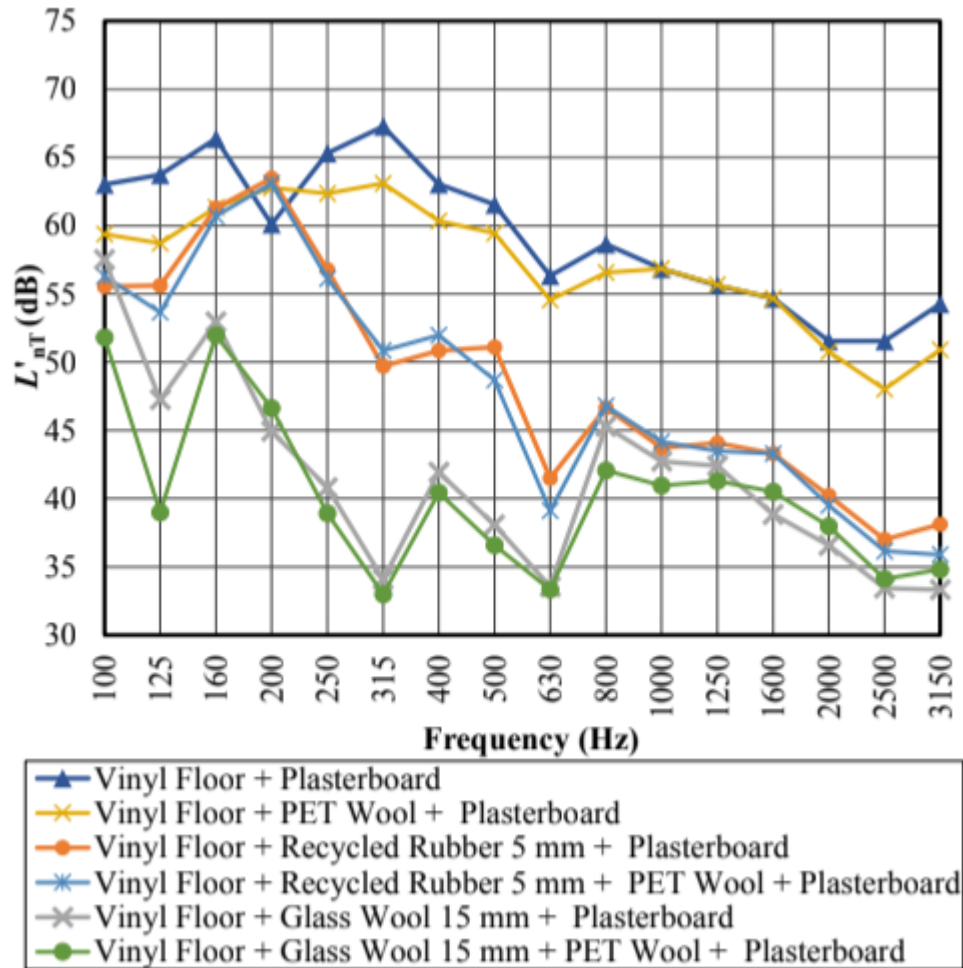 75
70
65
60
55
50
45
40
35
30
L'nT (dB)
100 125 160 200 250 315 400 500 630 800 1000 1250 1600 2000 2500 3150
Frequency (Hz)
Vinyl Floor + Plasterboard
Vinyl Floor + PET Wool + Plasterboard
Vinyl Floor + Recycled Rubber 5 mm + Plasterboard
Vinyl Floor + Recycled Rubber 5 mm + PET Wool + Plasterboard
Vinyl Floor + Glass Wool 15 mm + Plasterboard
Vinyl Floor + Glass Wool 15 mm + PET Wool + Plasterboard